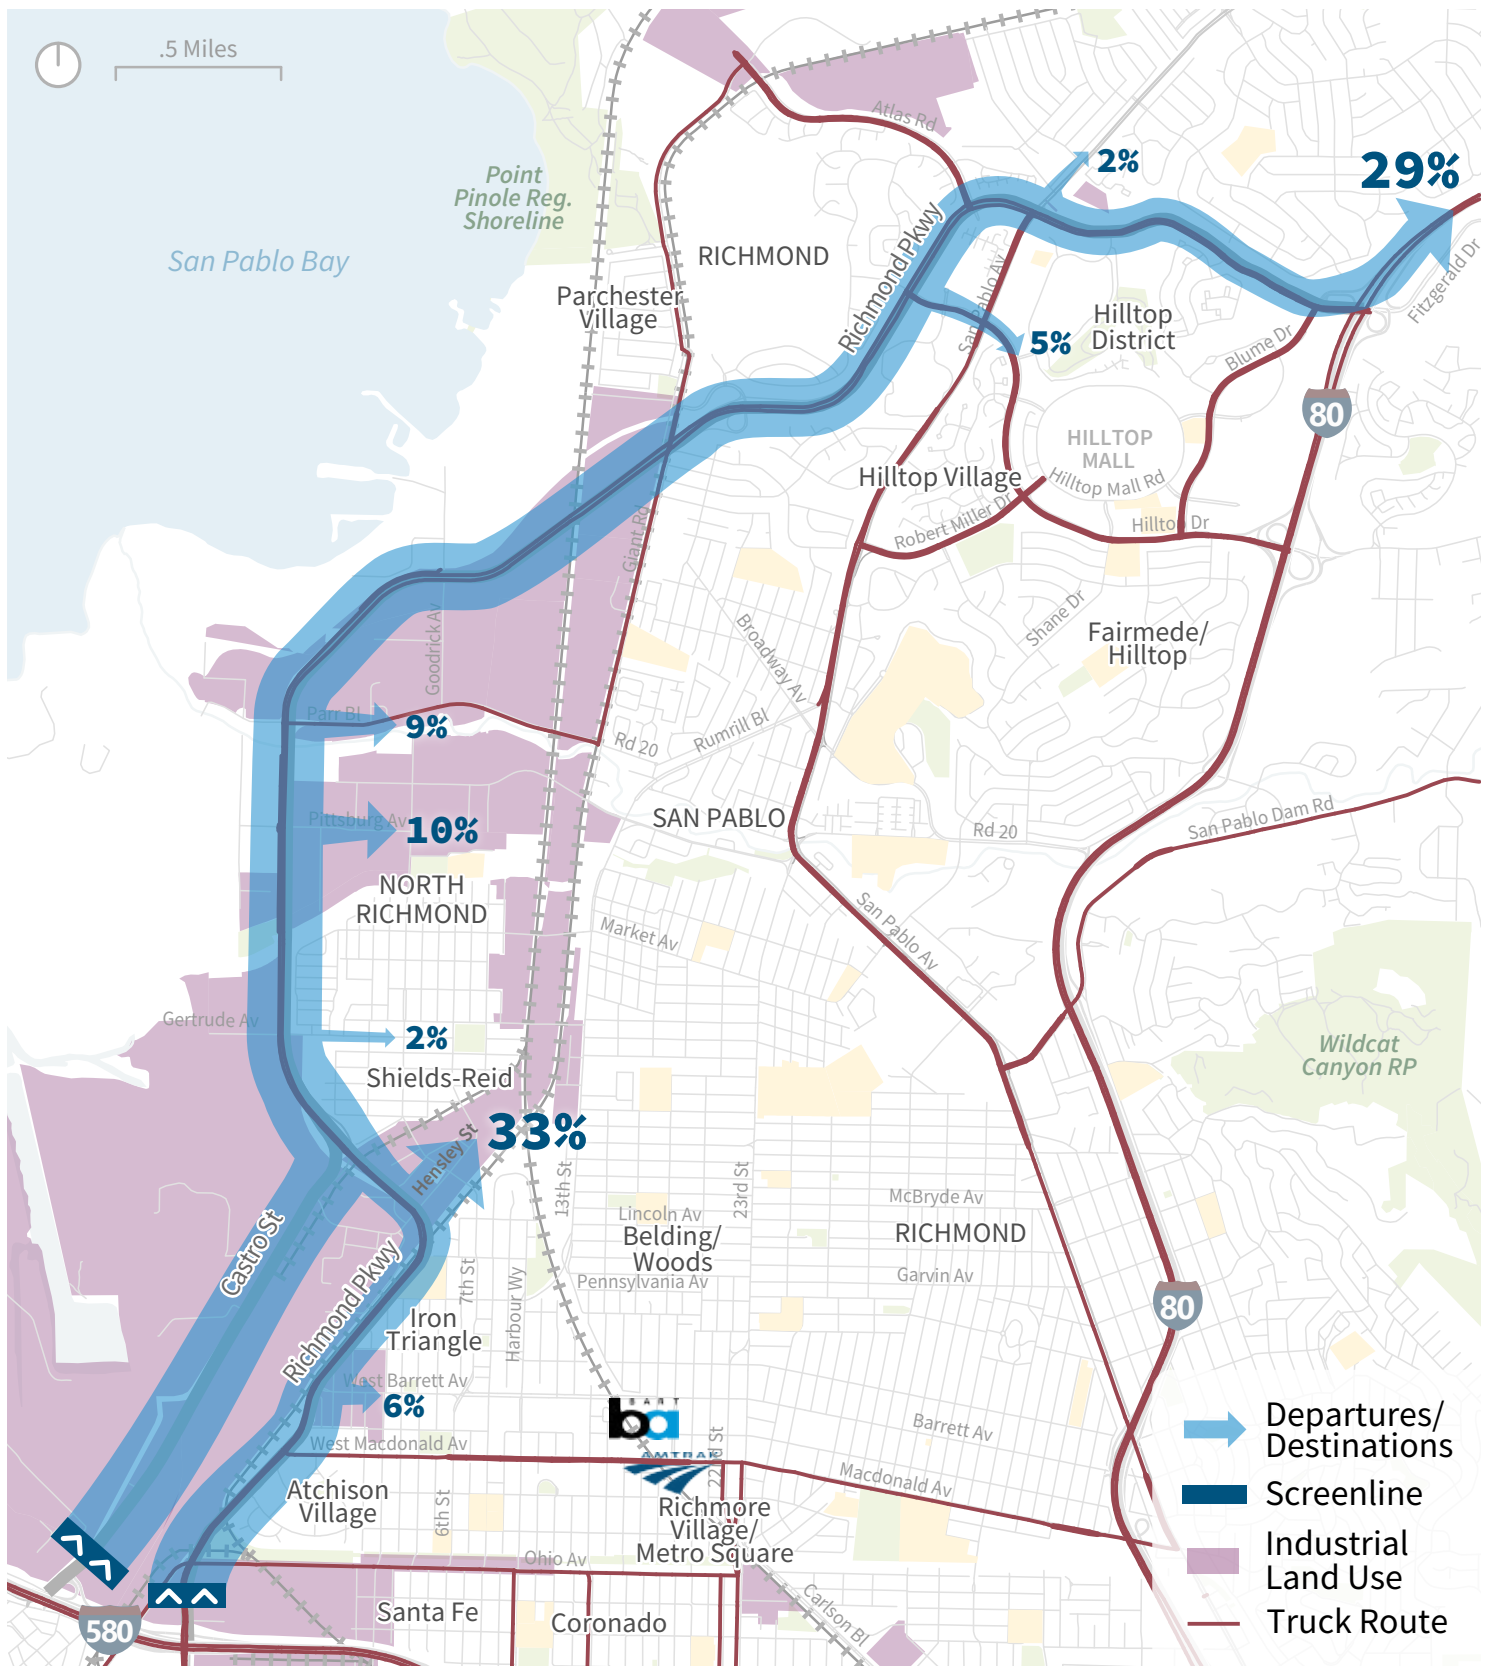 .5 Miles
Atlas Rd
2%
29%
Point
Pinole Reg.
Shoreline
San Pablo Bay
RICHMOND
Richmond Pkwy
San Pablo Av
Fitzgerald Dr
Parchester
Village
Hilltop
District
5%
Blume Dr
80
HILLTOP
MALL
Hilltop Village
Hilltop Mall Rd
Robert Miller Dr
Hilltop Dr
Giant Rd
Goodrick Av
Broadway Av
Shane Dr
Fairmede/
Hilltop
Parr Bl
9%
Rd 20
Rumrill Bl
Pittsburg Av
10%
SAN PABLO
Rd 20
San Pablo Dam Rd
NORTH
RICHMOND
Market Av
San Pablo Av
Gertrude Av
2%
Wildcat
Canyon RP
Shields-Reid
33%
Hensley St
13th St
23rd St
McBryde Av
Lincoln Av
Belding/
Woods
RICHMOND
Castro St
Richmond Pkwy
7th St
Harbour Wy
Pennsylvania Av
Garvin Av
80
Iron
Triangle
West Barrett Av
6%
BART
ba
Barrett Av
Departures/
Destinations
West Macdonald Av
AMTRAK
22nd St
Macdonald Av
Screenline
Atchison
Village
6th St
Richmore
Village/
Metro Square
Industrial
Land Use
Ohio Av
Santa Fe
Coronado
Carlson Bl
Truck Route
580